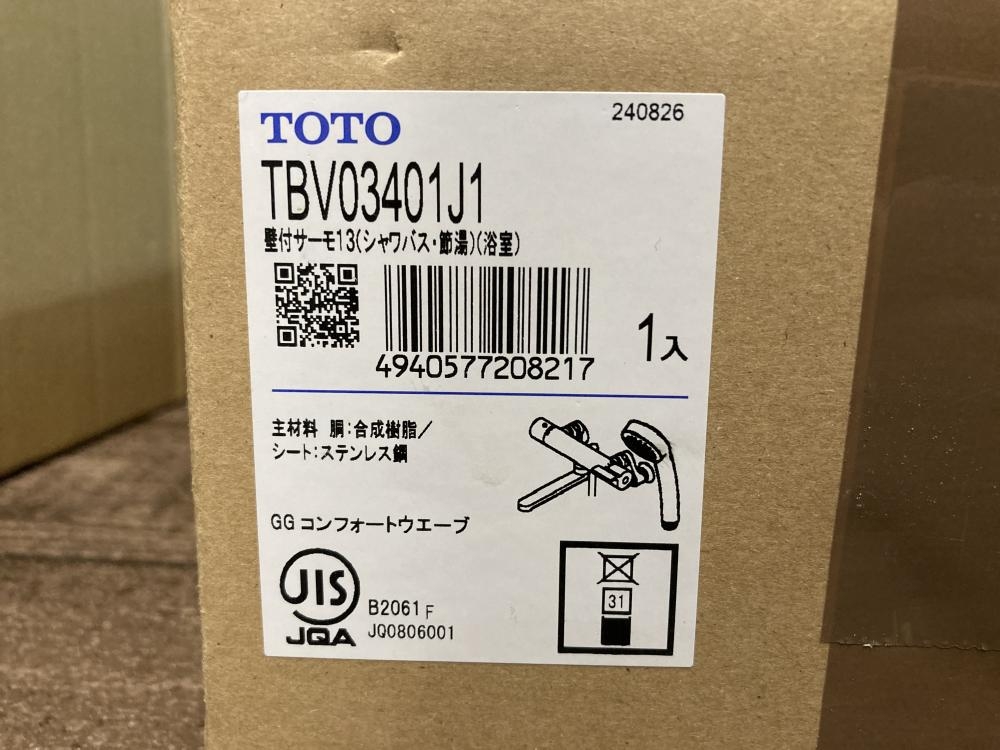 240826
TOTO
TBV03401J1
壁付サーモ13(シャワバス・節湯)(浴室)
4940577208217
1入
主材料 胴:合成樹脂/
シート:ステンレス鋼
GGコンフォートウエーブ
JIS
JQA
B2061 F
JQ0806001
31